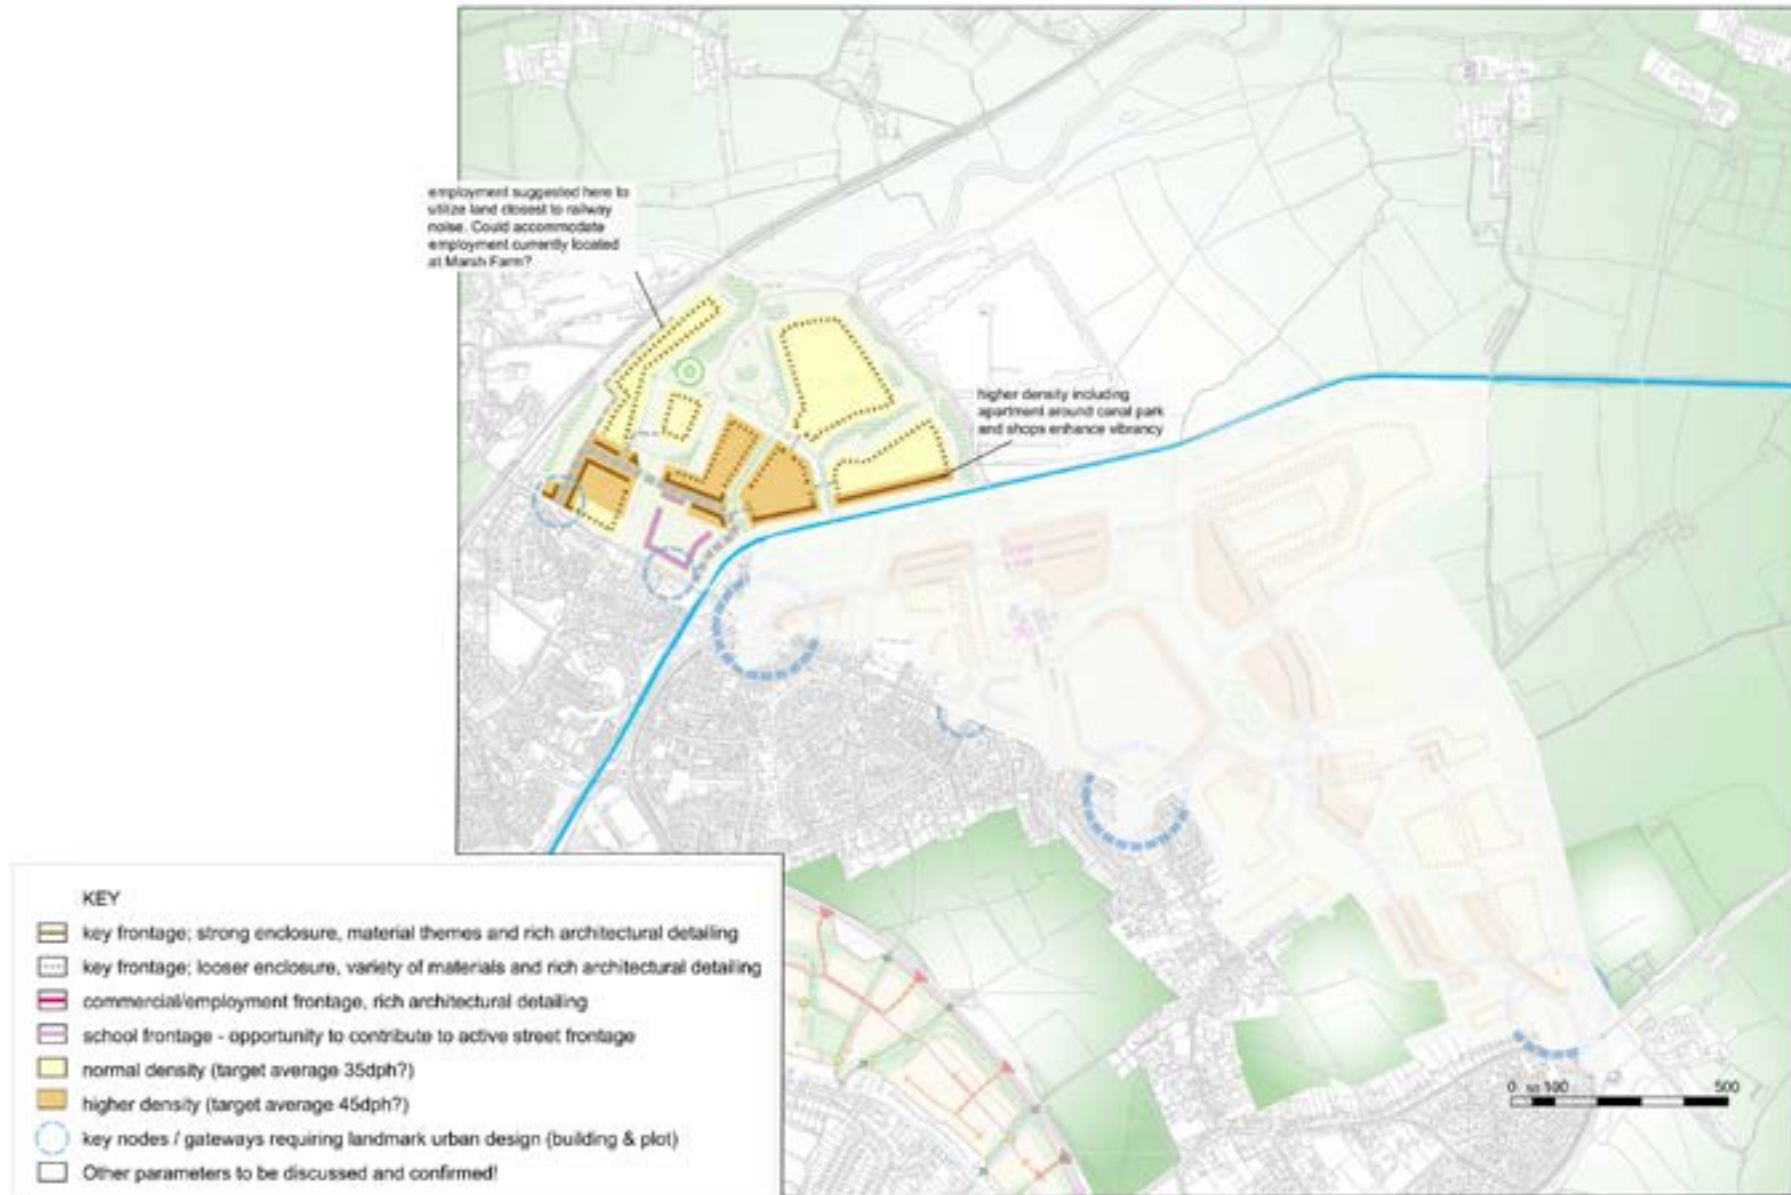 employment suggested here to
utilize land closest to railway
noise. Could accommodate
employment currently located
at Marsh Farm?
higher density including
apartment around canal park
and shops enhance vibrancy
KEY
key frontage; strong enclosure, material themes and rich architectural detailing
key frontage; looser enclosure, variety of materials and rich architectural detailing
commercial/employment frontage, rich architectural detailing
school frontage - opportunity to contribute to active street frontage
normal density (target average 35dph?)
higher density (target average 45dph?)
key nodes / gateways requiring landmark urban design (building & plot)
Other parameters to be discussed and confirmed!
0 50 100 500